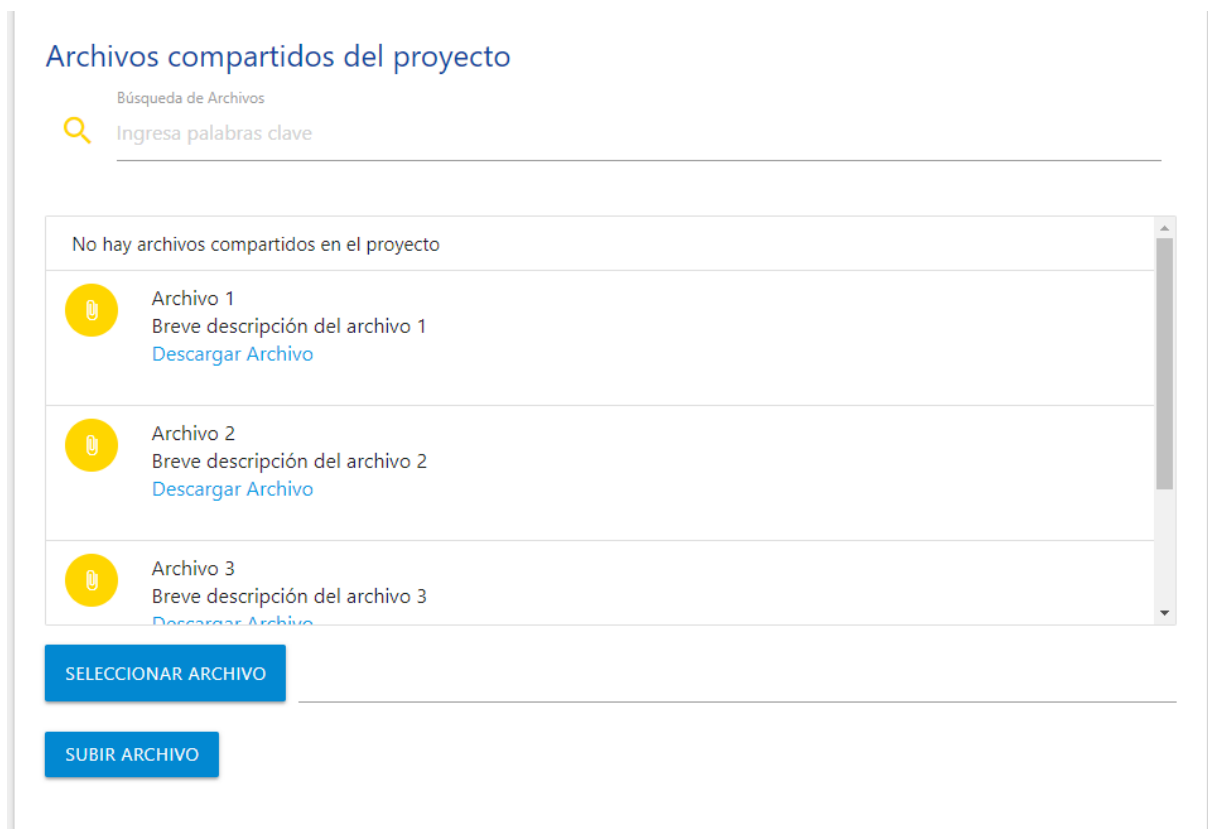 Archivos compartidos del proyecto
Búsqueda de Archivos
Ingresa palabras clave
No hay archivos compartidos en el proyecto
Archivo 1
Breve descripción del archivo 1
Descargar Archivo
Archivo 2
Breve descripción del archivo 2
Descargar Archivo
Archivo 3
Breve descripción del archivo 3
Descargar Archivo
SELECCIONAR ARCHIVO
SUBIR ARCHIVO